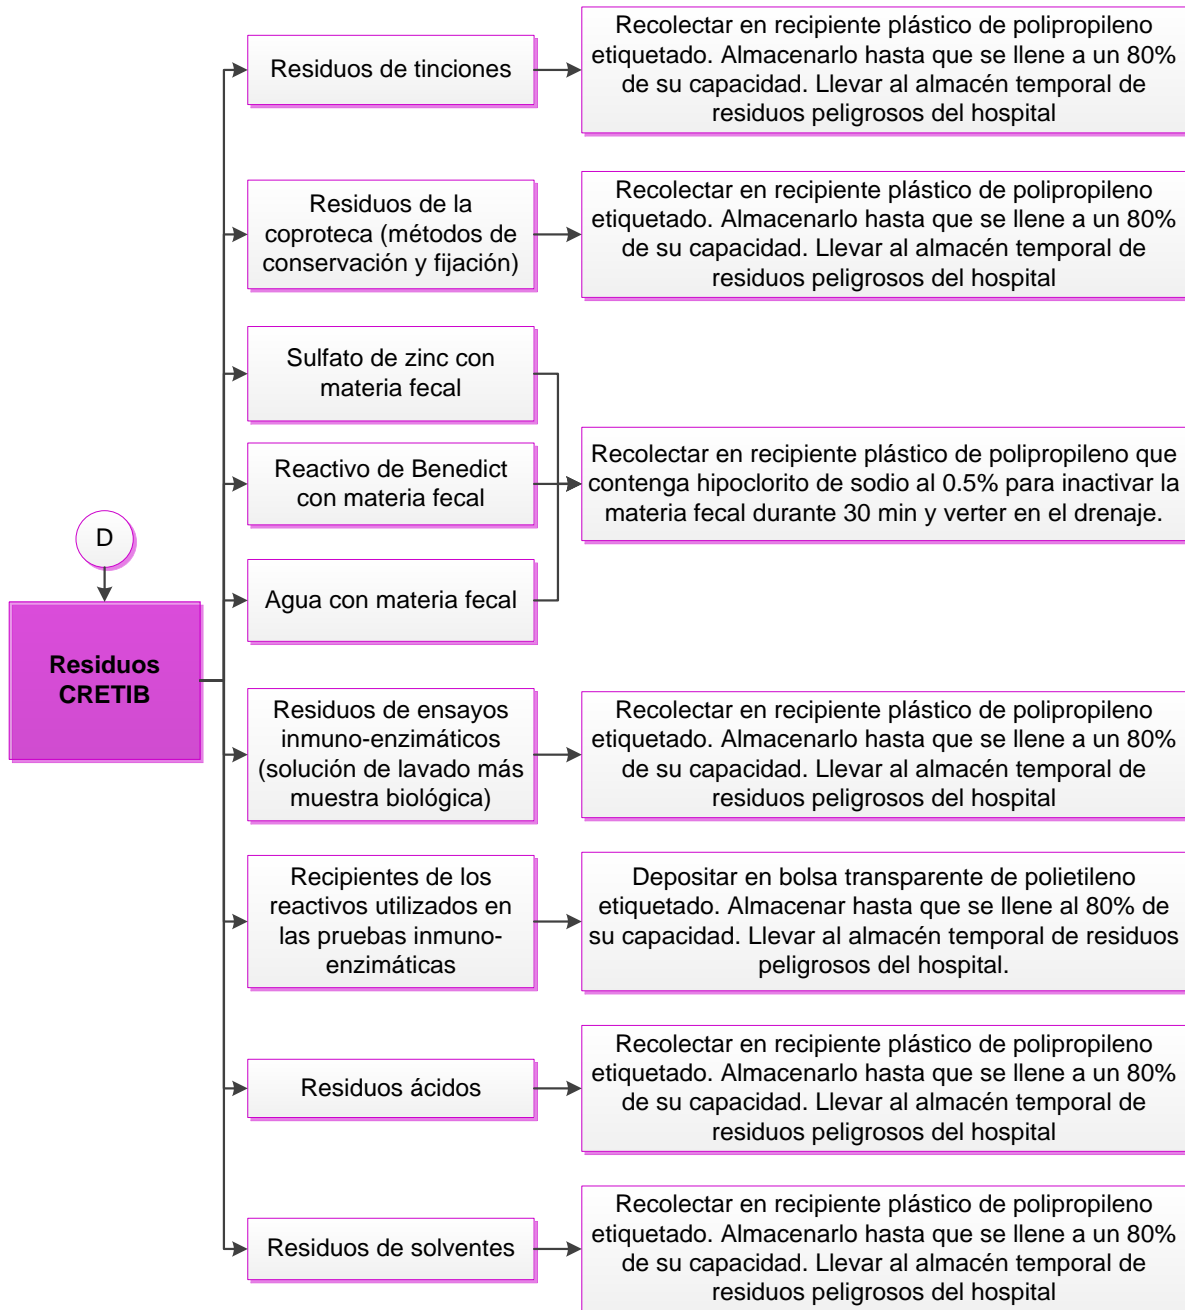 Residuos de tinciones
Recolectar en recipiente plástico de polipropileno
etiquetado. Almacenarlo hasta que se llene a un 80%
de su capacidad. Llevar al almacén temporal de
residuos peligrosos del hospital
Residuos de la
coproteca (métodos de
conservación y fijación)
Recolectar en recipiente plástico de polipropileno
etiquetado. Almacenarlo hasta que se llene a un 80%
de su capacidad. Llevar al almacén temporal de
residuos peligrosos del hospital
Sulfato de zinc con
materia fecal
Reactivo de Benedict
con materia fecal
Agua con materia fecal
Recolectar en recipiente plástico de polipropileno que
contenga hipoclorito de sodio al 0.5% para inactivar la
materia fecal durante 30 min y verter en el drenaje.
D
Residuos
CRETIB
Residuos de ensayos
inmuno-enzimáticos
(solución de lavado más
muestra biológica)
Recolectar en recipiente plástico de polipropileno
etiquetado. Almacenarlo hasta que se llene a un 80%
de su capacidad. Llevar al almacén temporal de
residuos peligrosos del hospital
Recipientes de los
reactivos utilizados en
las pruebas inmuno-
enzimáticas
Depositar en bolsa transparente de polietileno
etiquetado. Almacenar hasta que se llene al 80% de
su capacidad. Llevar al almacén temporal de residuos
peligrosos del hospital.
Residuos ácidos
Recolectar en recipiente plástico de polipropileno
etiquetado. Almacenarlo hasta que se llene a un 80%
de su capacidad. Llevar al almacén temporal de
residuos peligrosos del hospital
Residuos de solventes
Recolectar en recipiente plástico de polipropileno
etiquetado. Almacenarlo hasta que se llene a un 80%
de su capacidad. Llevar al almacén temporal de
residuos peligrosos del hospital